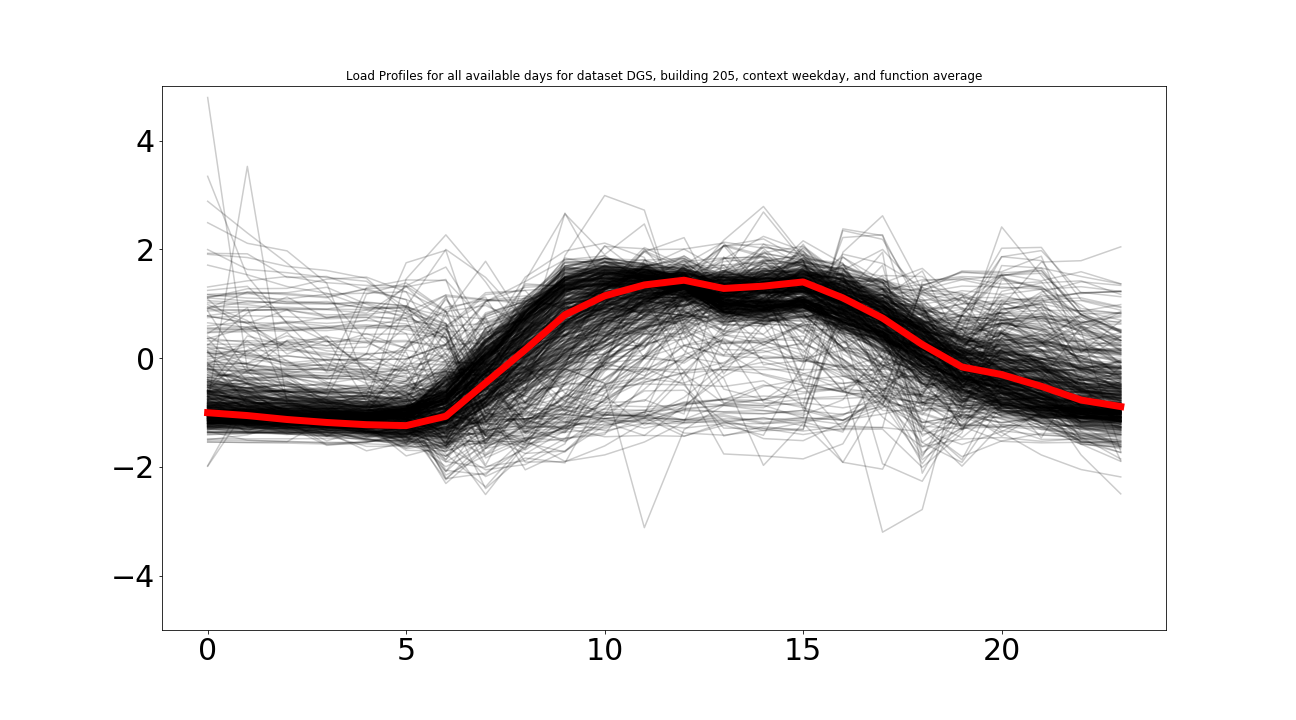 Load Profiles for all available days for dataset DGS, building 205, context weekday, and function average
4
2
0
−2
−4
0 5 10 15 20